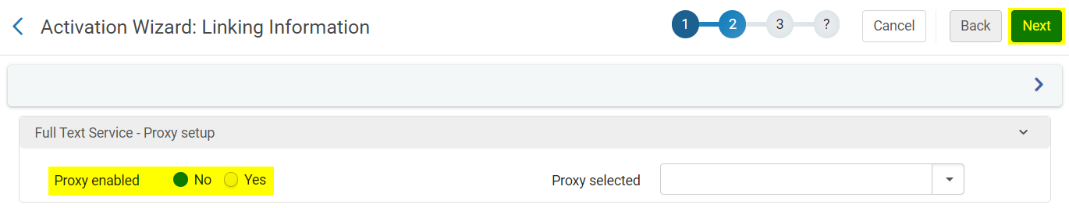 Activation Wizard: Linking Information 1 2 3 ? Cancel Back Next
Full Text Service - Proxy setup
Proxy enabled No Yes Proxy selected